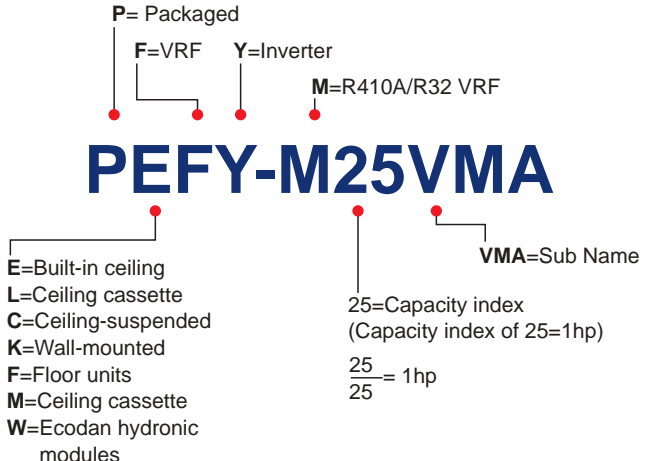 P= Packaged
F=VRF Y=Inverter
M=R410A/R32 VRF
PEFY-M25VMA
VMA=Sub Name
E=Built-in ceiling
L=Ceiling cassette
C=Ceiling-suspended
K=Wall-mounted
F=Floor units
M=Ceiling cassette
W=Ecodan hydronic
modules
25=Capacity index
(Capacity index of 25=1hp)
25
25
= 1hp